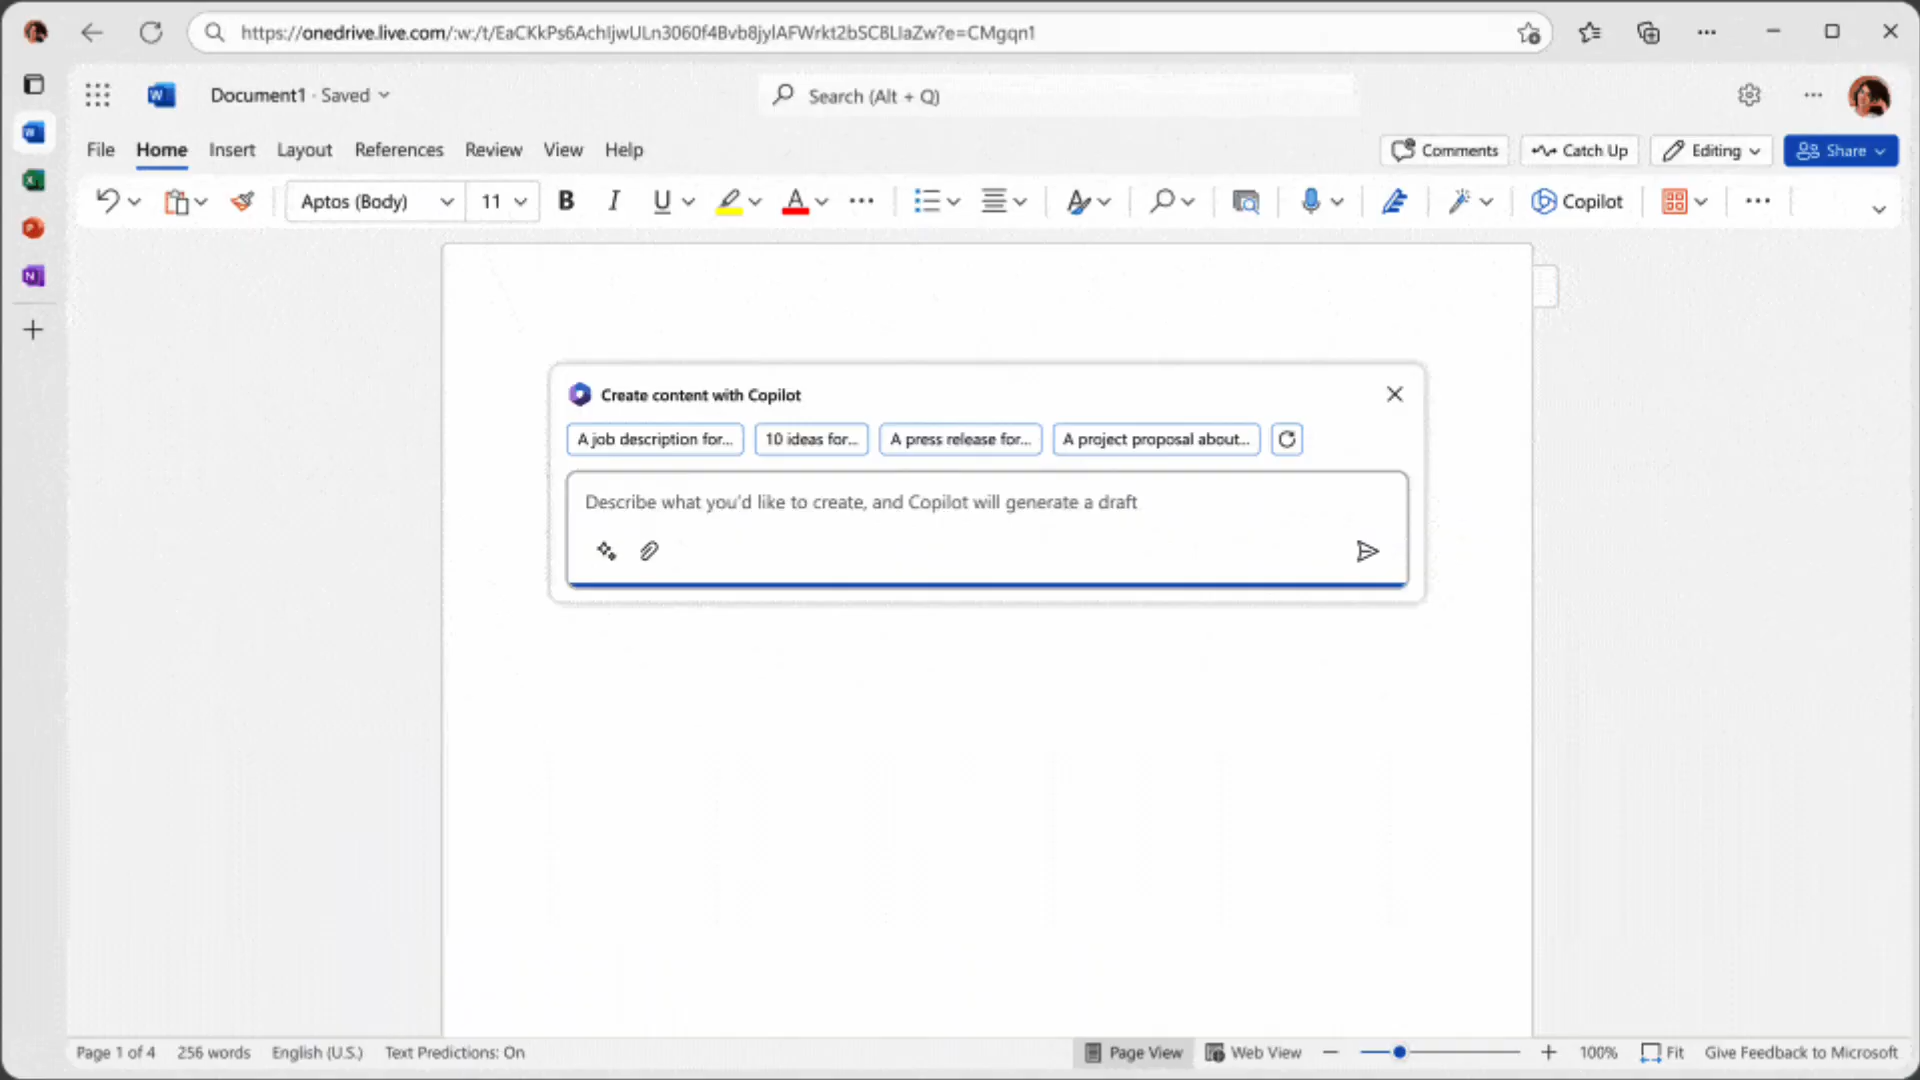 https://onedrive.live.com/:w:/t/EaCKkPs6AchIjwULn3060f4Bvb8jylAFWrkt2bSC8LIaZw?e=CMgqn1
Document1 · Saved
Search (Alt + Q)
File Home Insert Layout References Review View Help
Comments Catch Up Editing Share
Aptos (Body) 11 B I U A Copilot
Create content with Copilot
A job description for... 10 ideas for... A press release for... A project proposal about...
Describe what you'd like to create, and Copilot will generate a draft
Page 1 of 4 256 words English (U.S.) Text Predictions: On Page View Web View 100% Fit Give Feedback to Microsoft